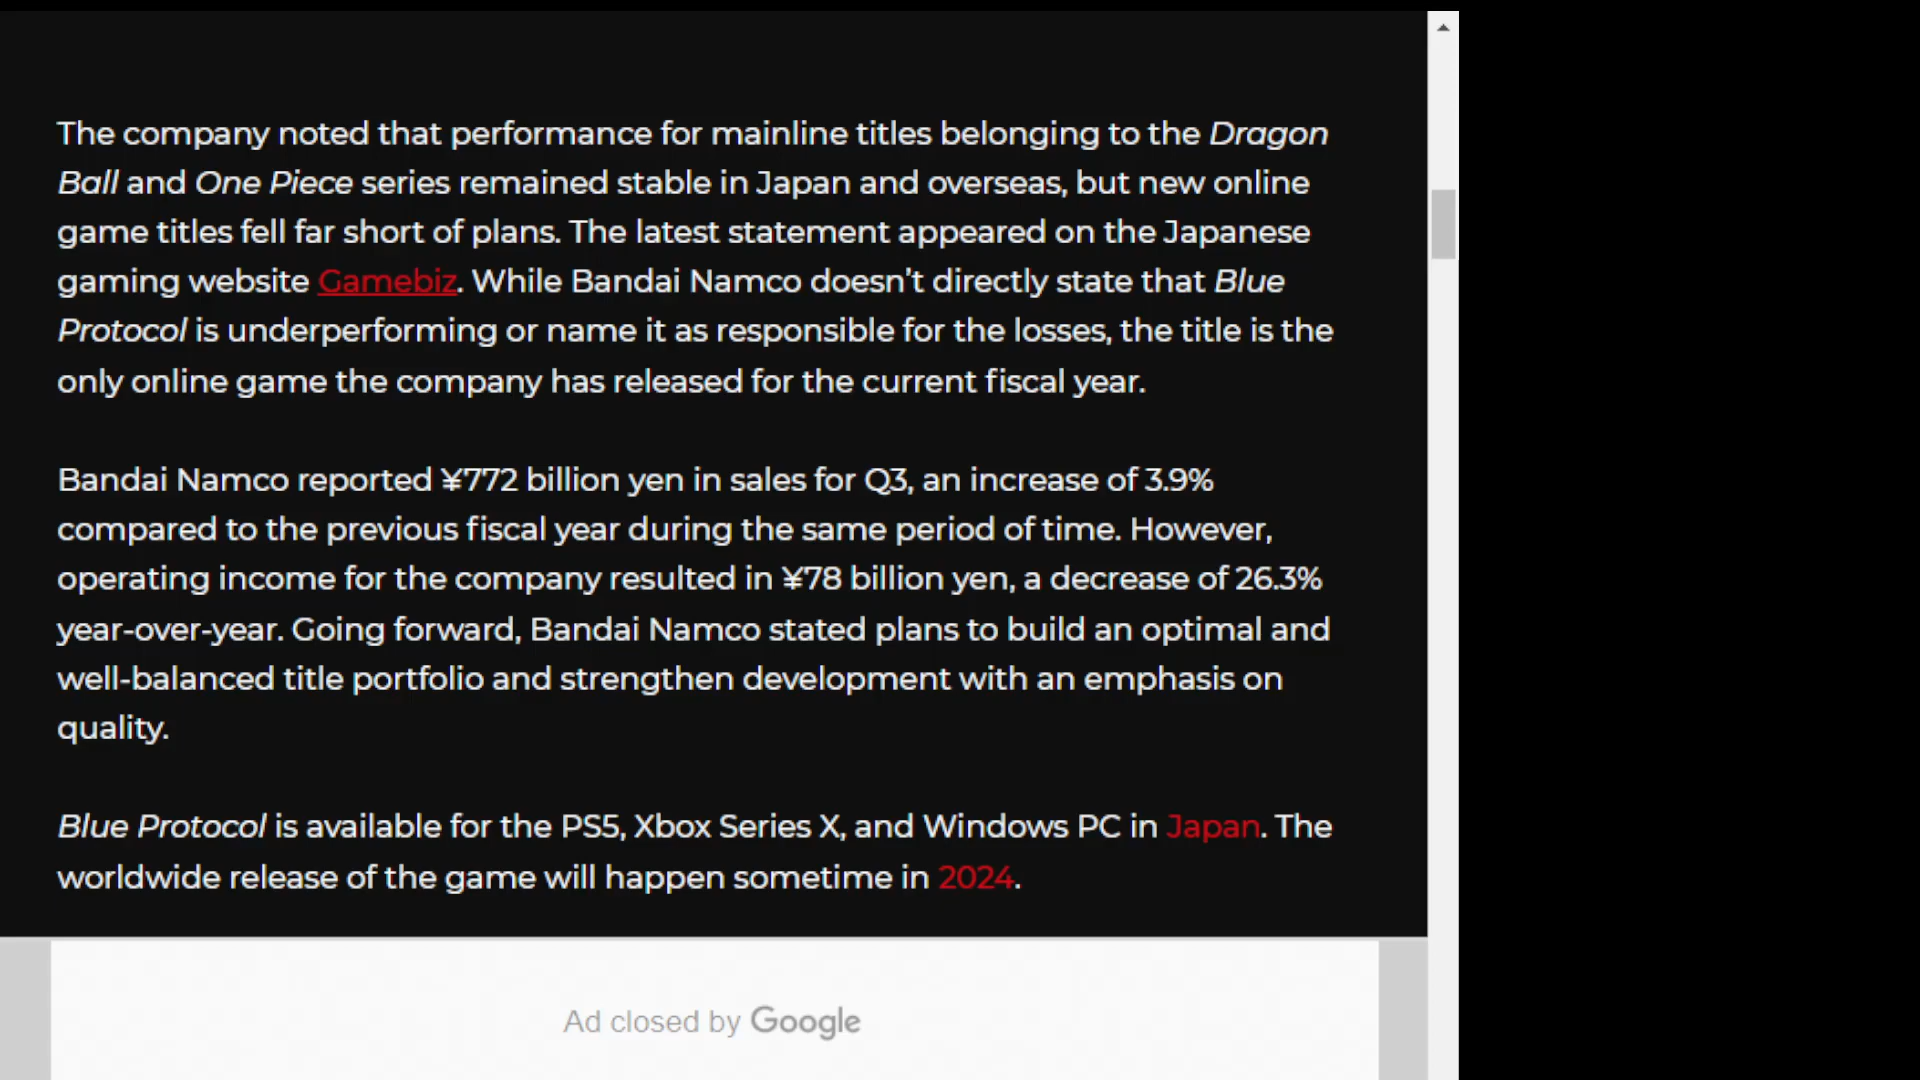 The company noted that performance for mainline titles belonging to the Dragon
Ball and One Piece series remained stable in Japan and overseas, but new online
game titles fell far short of plans. The latest statement appeared on the Japanese
gaming website Gamebiz. While Bandai Namco doesn’t directly state that Blue
Protocol is underperforming or name it as responsible for the losses, the title is the
only online game the company has released for the current fiscal year.
Bandai Namco reported ¥772 billion yen in sales for Q3, an increase of 3.9%
compared to the previous fiscal year during the same period of time. However,
operating income for the company resulted in ¥78 billion yen, a decrease of 26.3%
year-over-year. Going forward, Bandai Namco stated plans to build an optimal and
well-balanced title portfolio and strengthen development with an emphasis on
quality.
Blue Protocol is available for the PS5, Xbox Series X, and Windows PC in Japan. The
worldwide release of the game will happen sometime in 2024.
Ad closed by Google